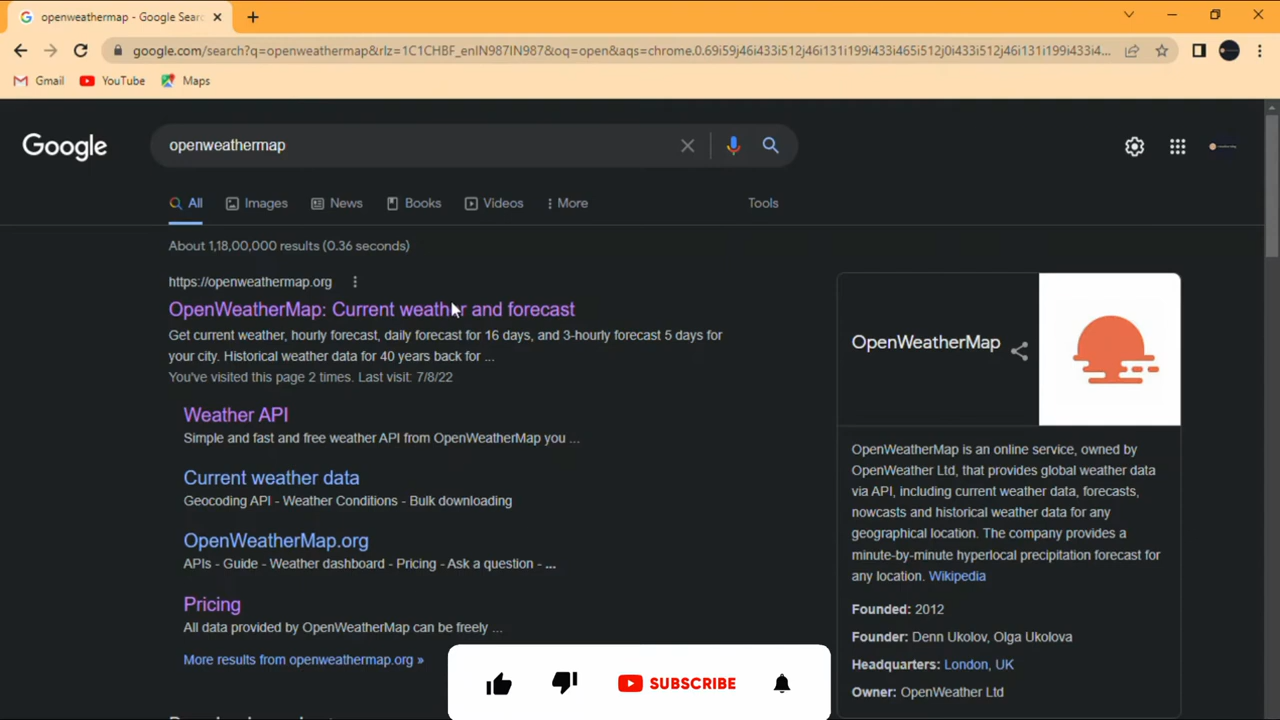 openweathermap - Google Searc
google.com/search?q=openweathermap&rlz=1C1CHBF_enIN987IN987&oq=open&aqs=chrome.0.69i59j46i433i512j46i131i199i433i465i512j0i433i512j46i131i199i433i4...
Gmail YouTube Maps
Google openweathermap
All Images News Books Videos More Tools
About 1,18,00,000 results (0.36 seconds)
https://openweathermap.org
OpenWeatherMap: Current weather and forecast
Get current weather, hourly forecast, daily forecast for 16 days, and 3-hourly forecast 5 days for
your city. Historical weather data for 40 years back for ...
You've visited this page 2 times. Last visit: 7/8/22
Weather API
Simple and fast and free weather API from OpenWeatherMap you ...
Current weather data
Geocoding API - Weather Conditions - Bulk downloading
OpenWeatherMap.org
APIs - Guide - Weather dashboard - Pricing - Ask a question - ...
Pricing
All data provided by OpenWeatherMap can be freely ...
More results from openweathermap.org »
OpenWeatherMap
OpenWeatherMap is an online service, owned by
OpenWeather Ltd, that provides global weather data
via API, including current weather data, forecasts,
nowcasts and historical weather data for any
geographical location. The company provides a
minute-by-minute hyperlocal precipitation forecast for
any location. Wikipedia
Founded: 2012
Founder: Denn Ukolov, Olga Ukolova
Headquarters: London, UK
Owner: OpenWeather Ltd
SUBSCRIBE